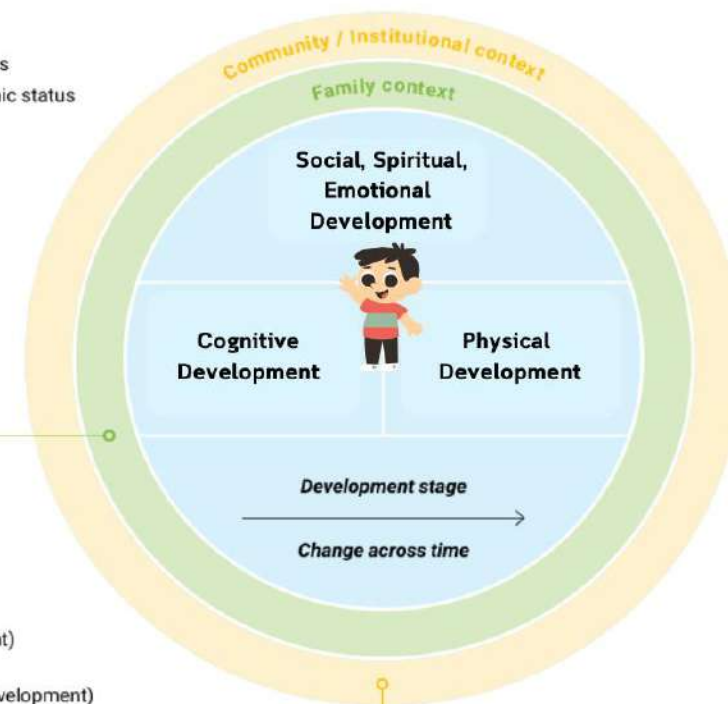 Community / Institutional context
s
nic status
Family context
Social, Spiritual,
Emotional
Development
Cognitive
Development
Physical
Development
Development stage
Change across time
t)
velopment)